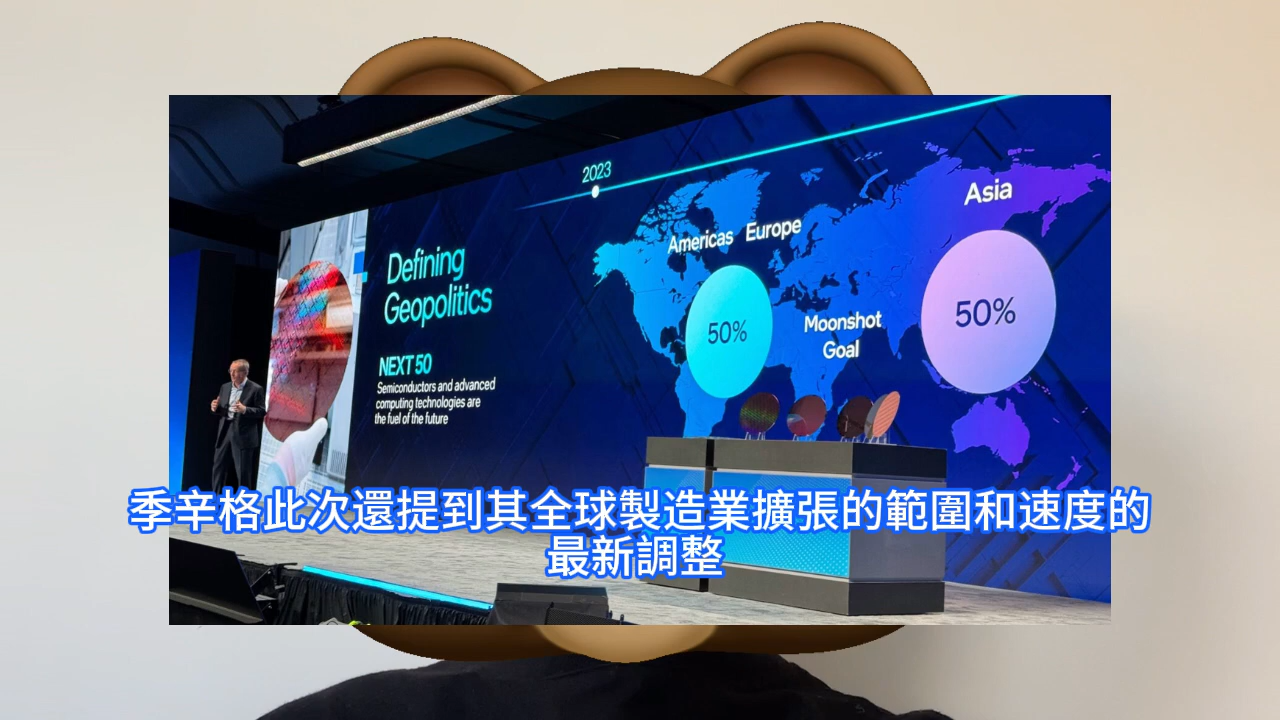 2023
Asia
Americas Europe
Defining
Geopolitics
50%
50%
Moonshot
Goal
NEXT 50
Semiconductors and advanced
computing technologies are
the fuel of the future
季辛格此次還提到其全球製造業擴張的範圍和速度的
最新調整